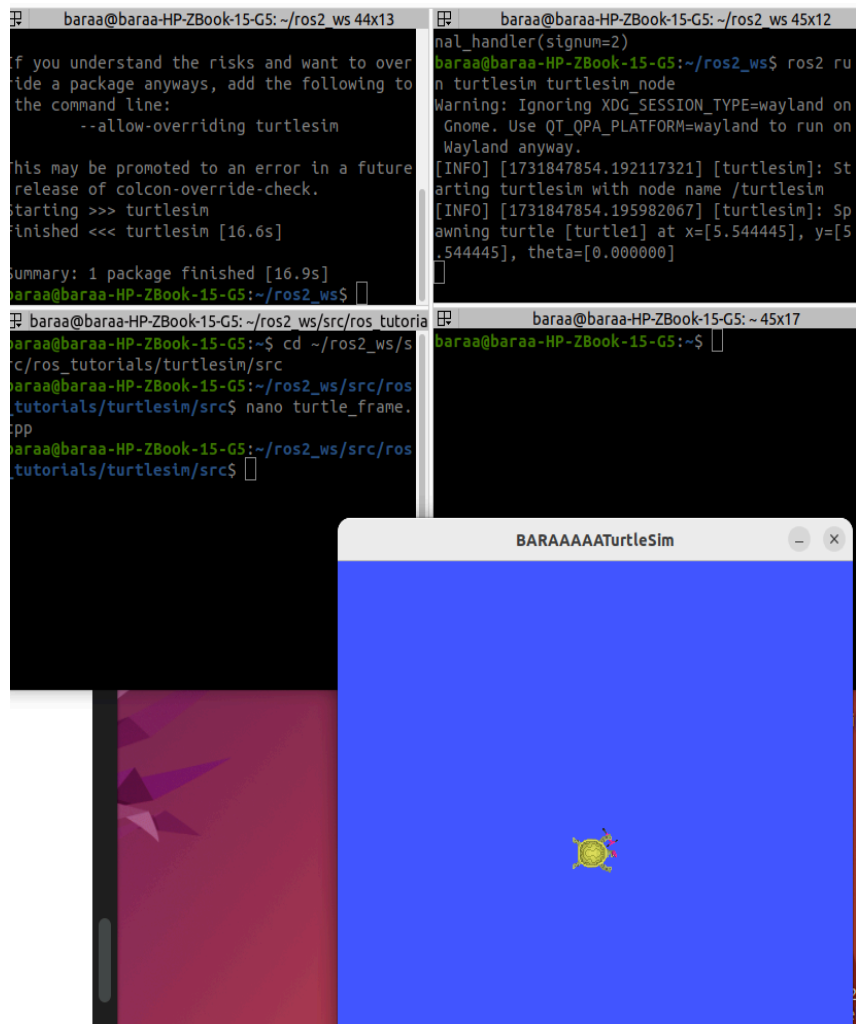 baraa@baraa-HP-ZBook-15-G5: ~/ros2_ws 44x13
If you understand the risks and want to over
ride a package anyways, add the following to
the command line:
--allow-overriding turtlesim
This may be promoted to an error in a future
release of colcon-override-check.
Starting >>> turtlesim
Finished <<< turtlesim [16.6s]
Summary: 1 package finished [16.9s]
baraa@baraa-HP-ZBook-15-G5:~/ros2_ws$
baraa@baraa-HP-ZBook-15-G5: ~/ros2_ws 45x12
nal_handler(signum=2)
baraa@baraa-HP-ZBook-15-G5:~/ros2_ws$ ros2 ru
n turtlesim turtlesim_node
Warning: Ignoring XDG_SESSION_TYPE=wayland on
Gnome. Use QT_QPA_PLATFORM=wayland to run on
Wayland anyway.
[INFO] [1731847854.192117321] [turtlesim]: St
arting turtlesim with node name /turtlesim
[INFO] [1731847854.195982067] [turtlesim]: Sp
awning turtle [turtle1] at x=[5.544445], y=[5
.544445], theta=[0.000000]
baraa@baraa-HP-ZBook-15-G5: ~/ros2_ws/src/ros_tutoria
baraa@baraa-HP-ZBook-15-G5:~$ cd ~/ros2_ws/s
rc/ros_tutorials/turtlesim/src
baraa@baraa-HP-ZBook-15-G5:~/ros2_ws/src/ros
_tutorials/turtlesim/src$ nano turtle_frame.
cpp
baraa@baraa-HP-ZBook-15-G5:~/ros2_ws/src/ros
_tutorials/turtlesim/src$
baraa@baraa-HP-ZBook-15-G5: ~ 45x17
baraa@baraa-HP-ZBook-15-G5:~$
BARAAAAATurtleSim